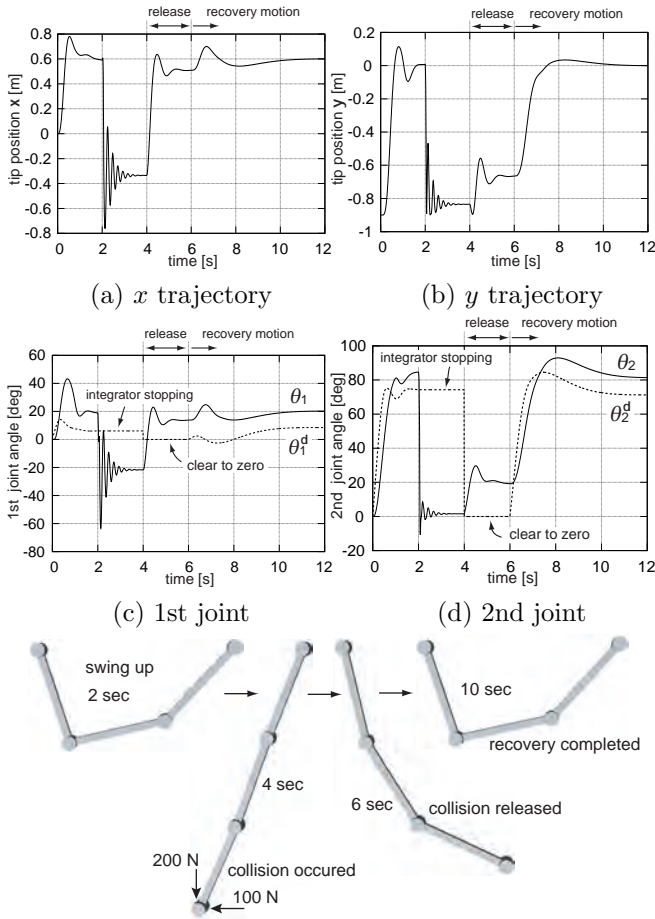 release
recovery motion
0.8
0.6
0.4
0.2
0
-0.2
-0.4
-0.6
-0.8
tip position x [m]
0 2 4 6 8 10 12
time [s]
(a) x trajectory
release
recovery motion
0.2
0
-0.2
-0.4
-0.6
-0.8
-1
tip position y [m]
0 2 4 6 8 10 12
time [s]
(b) y trajectory
release
recovery motion
60
40
20
0
-20
-40
-60
-80
1st joint angle [deg]
integrator stopping
θ1
θ1^d
clear to zero
0 2 4 6 8 10 12
time [s]
(c) 1st joint
release
recovery motion
100
80
60
40
20
0
-20
2nd joint angle [deg]
integrator stopping
θ2
θ2^d
clear to zero
0 2 4 6 8 10 12
time [s]
(d) 2nd joint
swing up
2 sec
4 sec
200 N
100 N
collision occured
6 sec
collision released
10 sec
recovery completed